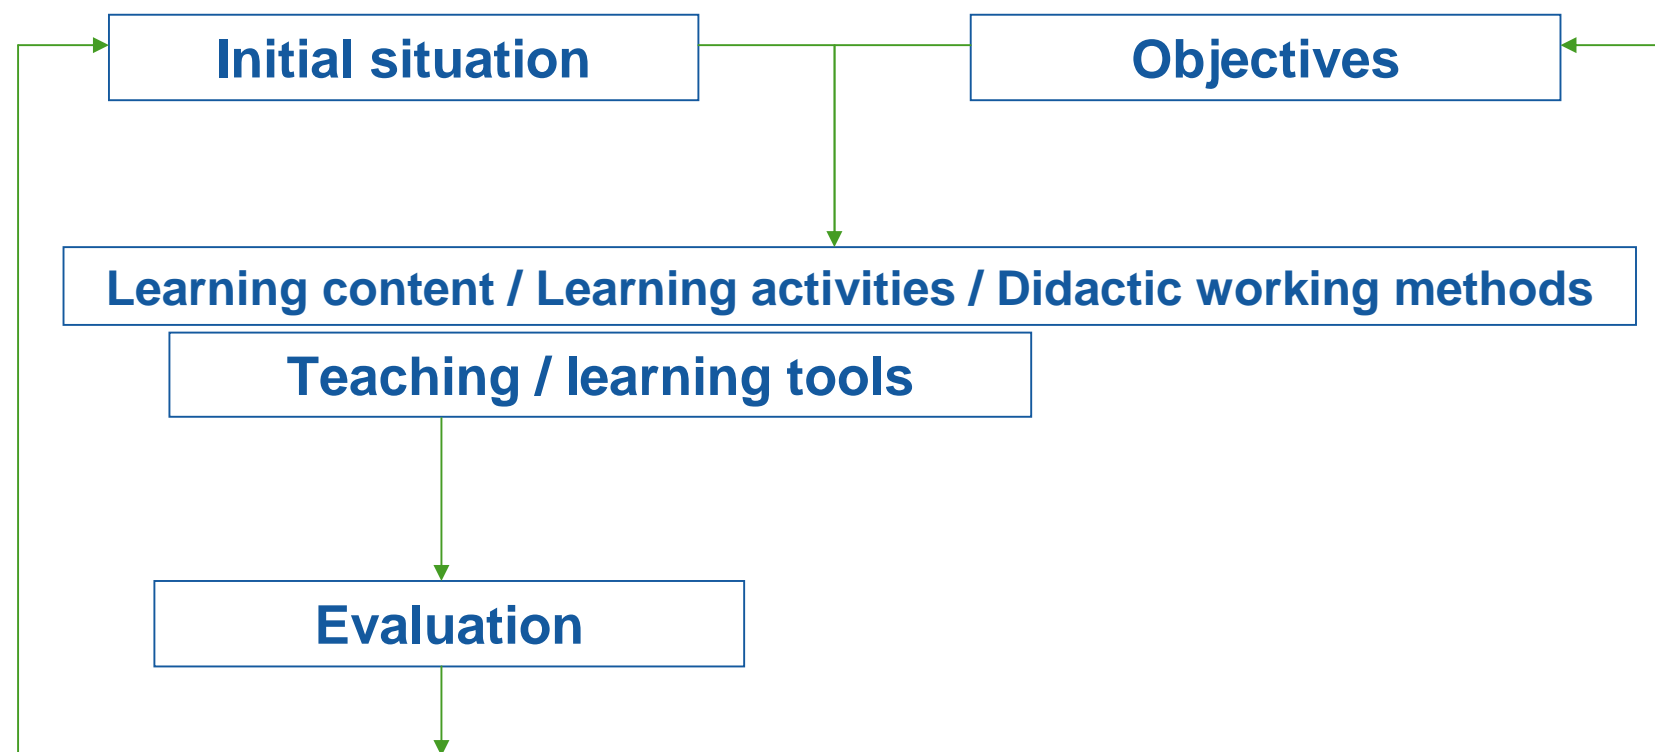 Initial situation
Objectives
Learning content / Learning activities / Didactic working methods
Teaching / learning tools
Evaluation